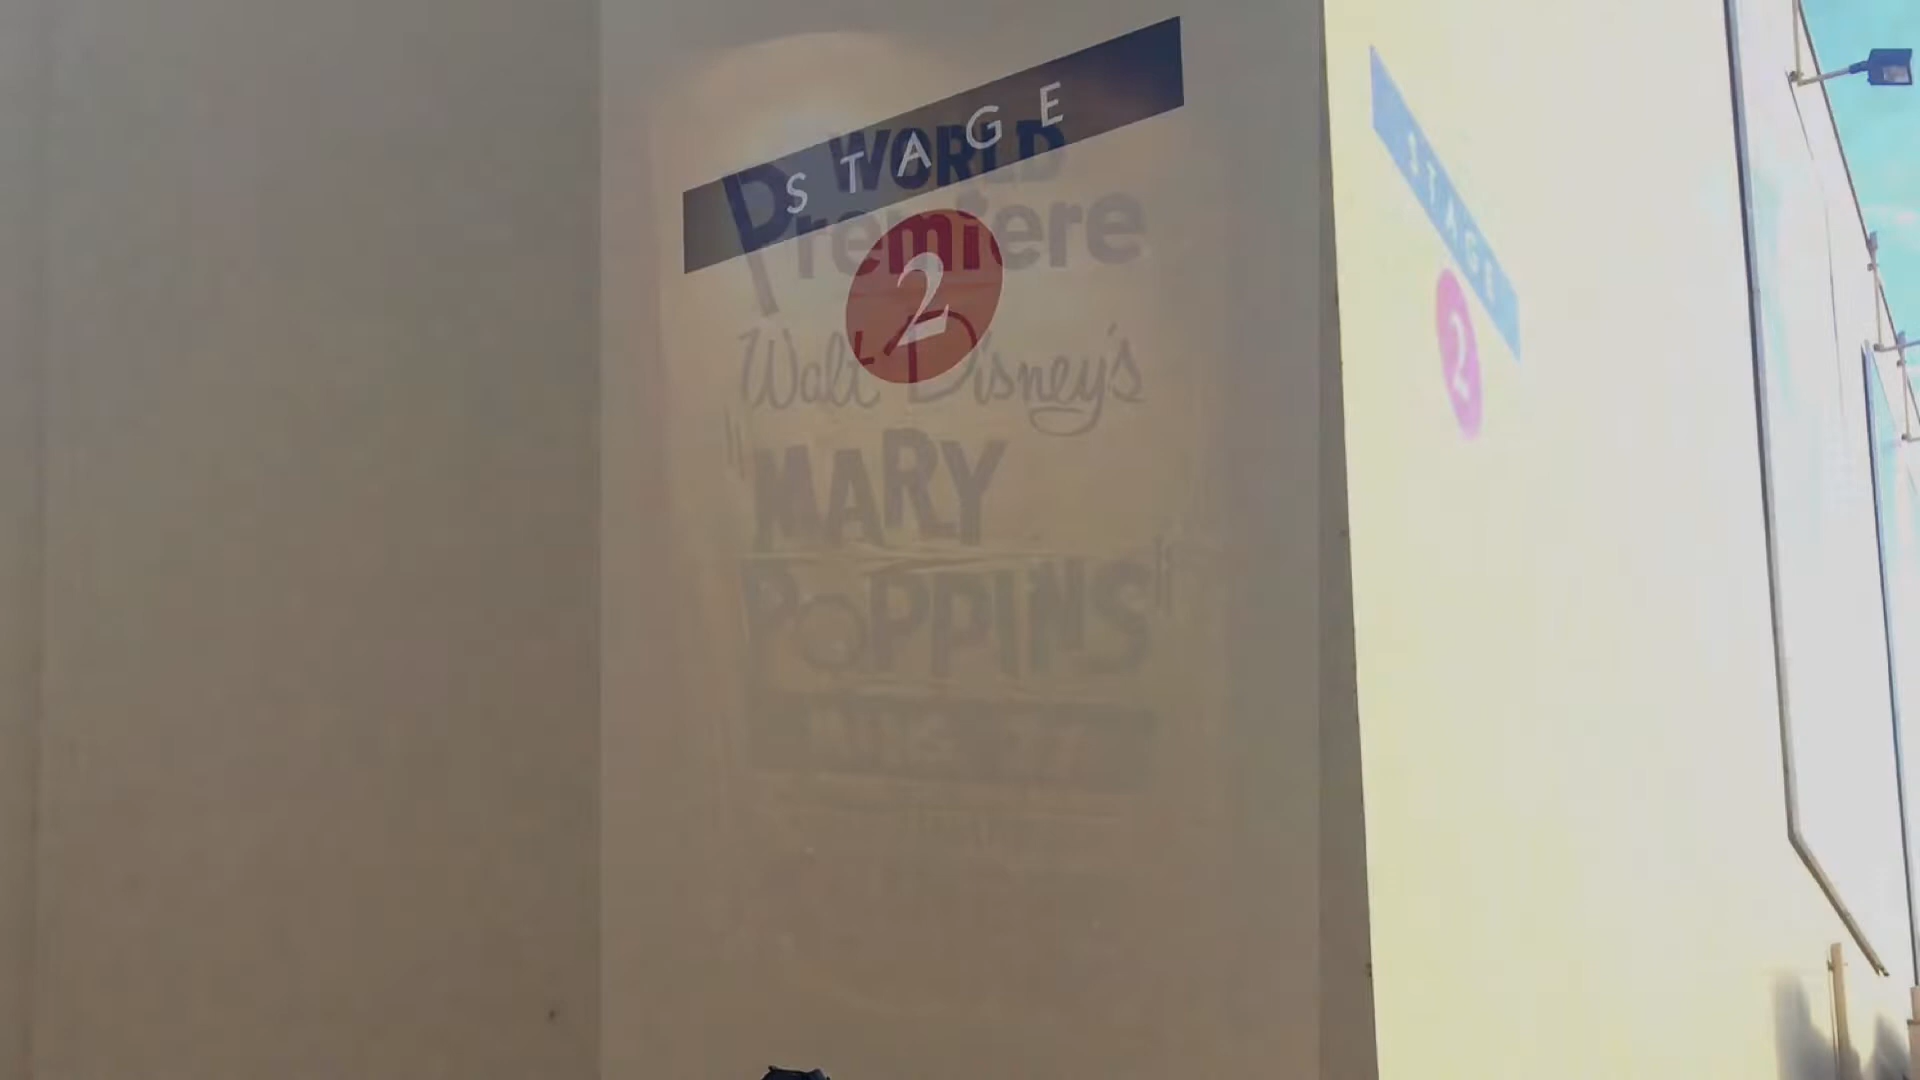 STAGE
2
WORLD
Premiere
Walt Disney's
"MARY
POPPINS"
STAGE
2